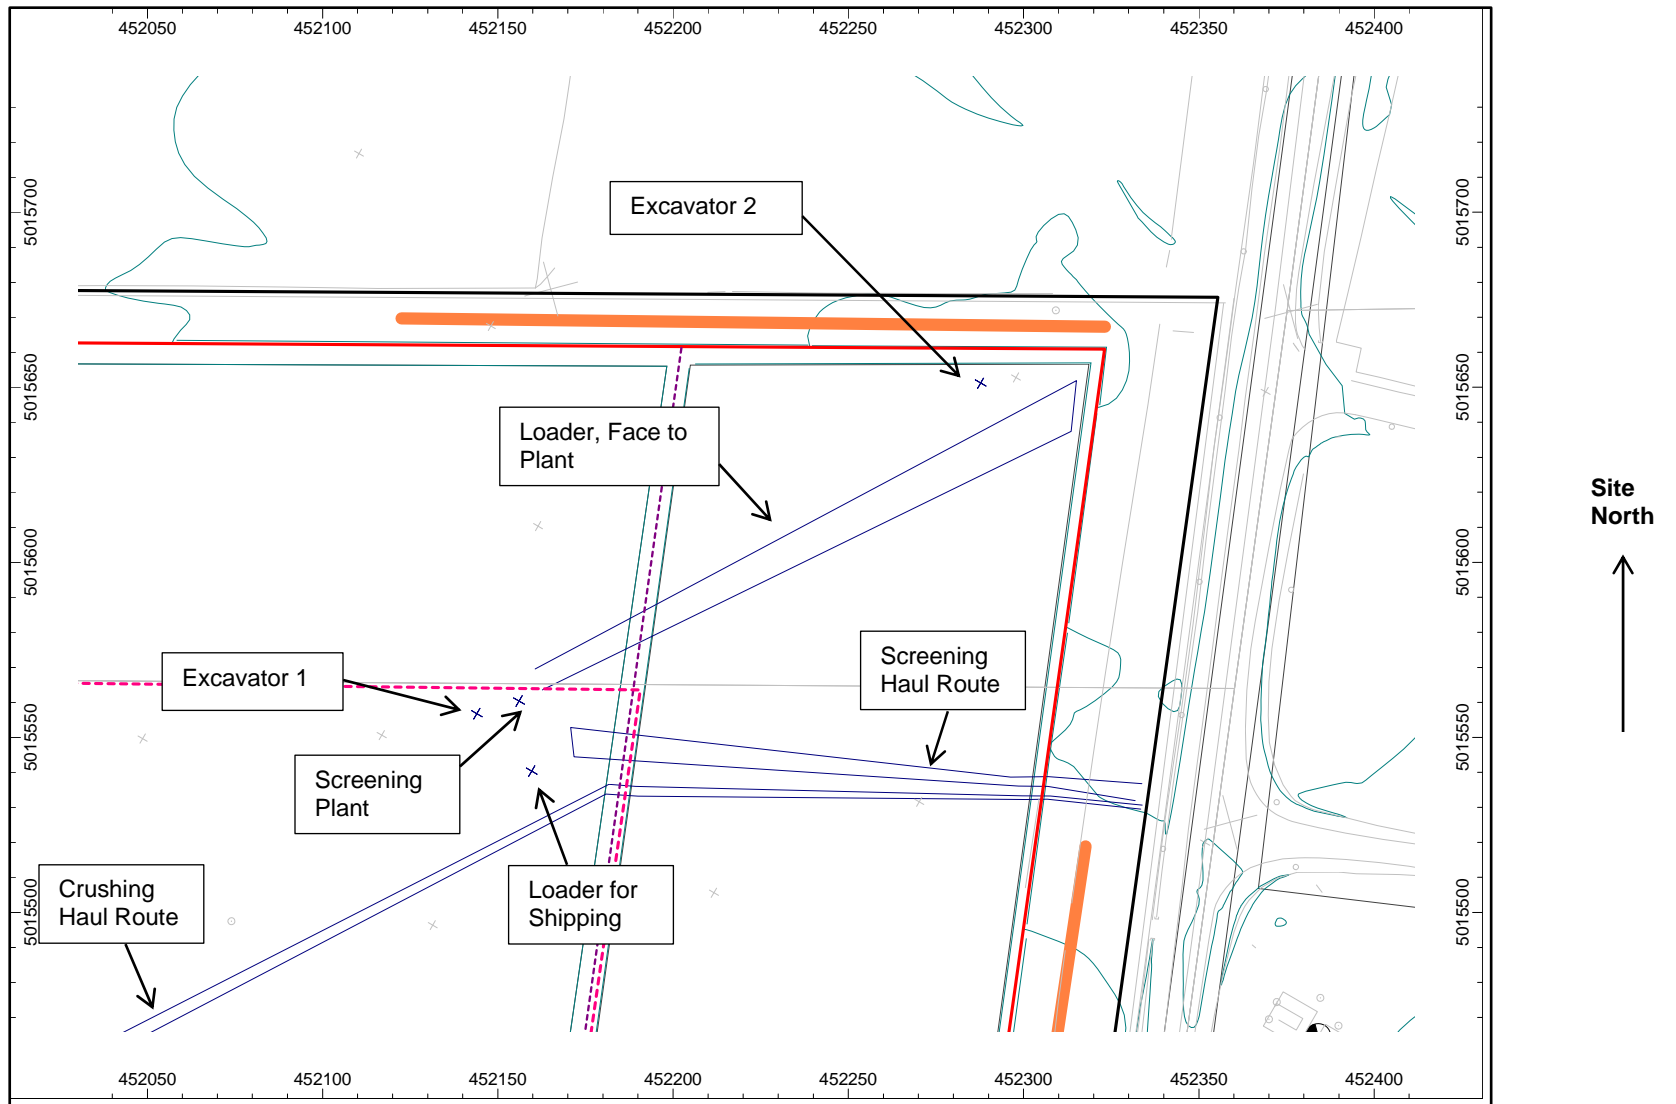 452050 452100 452150 452200 452250 452300 452350 452400
5015700
5015700
Excavator 2
5015650
5015650
Loader, Face to
Plant
Site
North
5015600
5015600
Screening
Haul Route
Excavator 1
5015550
5015550
Screening
Plant
Crushing
Haul Route
Loader for
Shipping
5015500
5015500
452050 452100 452150 452200 452250 452300 452350 452400